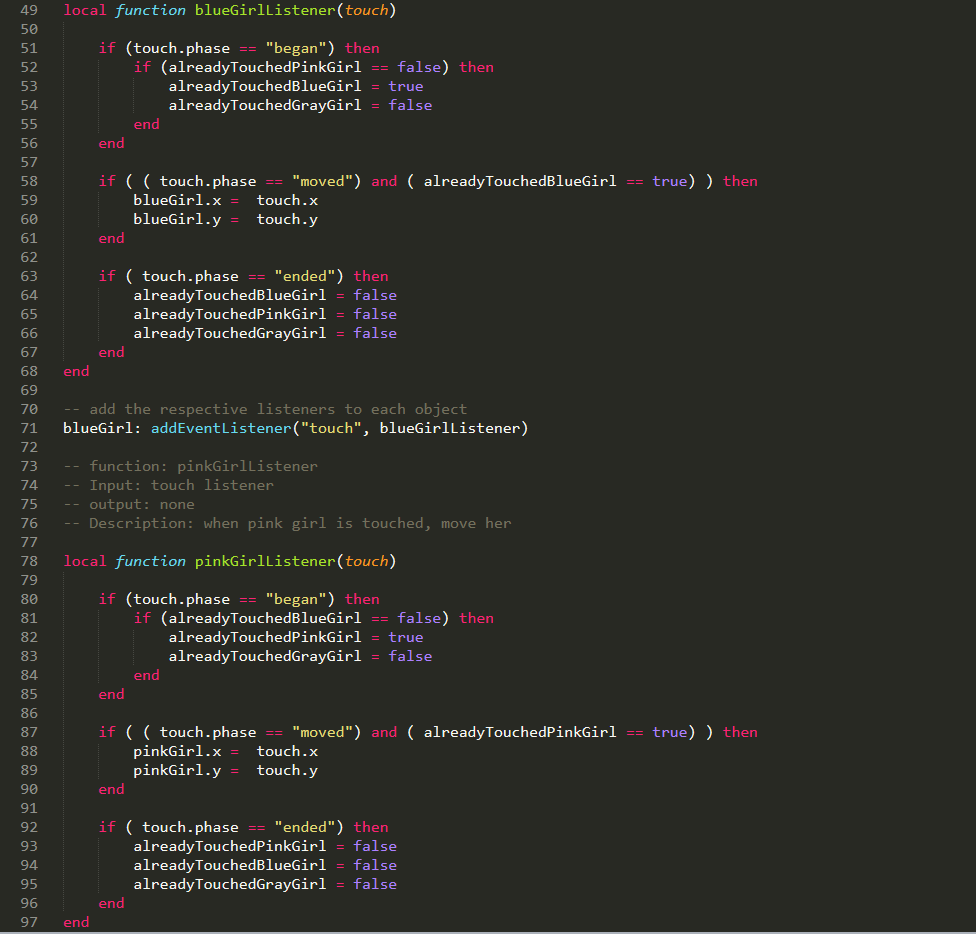 49 local function blueGirlListener(touch)
50
51     if (touch.phase == "began") then
52         if (alreadyTouchedPinkGirl == false) then
53             alreadyTouchedBlueGirl = true
54             alreadyTouchedGrayGirl = false
55         end
56     end
57
58     if ( ( touch.phase == "moved") and ( alreadyTouchedBlueGirl == true) ) then
59         blueGirl.x =  touch.x
60         blueGirl.y =  touch.y
61     end
62
63     if ( touch.phase == "ended") then
64         alreadyTouchedBlueGirl = false
65         alreadyTouchedPinkGirl = false
66         alreadyTouchedGrayGirl = false
67     end
68 end
69
70 -- add the respective listeners to each object
71 blueGirl: addEventListener("touch", blueGirlListener)
72
73 -- function: pinkGirlListener
74 -- Input: touch listener
75 -- output: none
76 -- Description: when pink girl is touched, move her
77
78 local function pinkGirlListener(touch)
79
80     if (touch.phase == "began") then
81         if (alreadyTouchedBlueGirl == false) then
82             alreadyTouchedPinkGirl = true
83             alreadyTouchedGrayGirl = false
84         end
85     end
86
87     if ( ( touch.phase == "moved") and ( alreadyTouchedPinkGirl == true) ) then
88         pinkGirl.x =  touch.x
89         pinkGirl.y =  touch.y
90     end
91
92     if ( touch.phase == "ended") then
93         alreadyTouchedPinkGirl = false
94         alreadyTouchedBlueGirl = false
95         alreadyTouchedGrayGirl = false
96     end
97 end